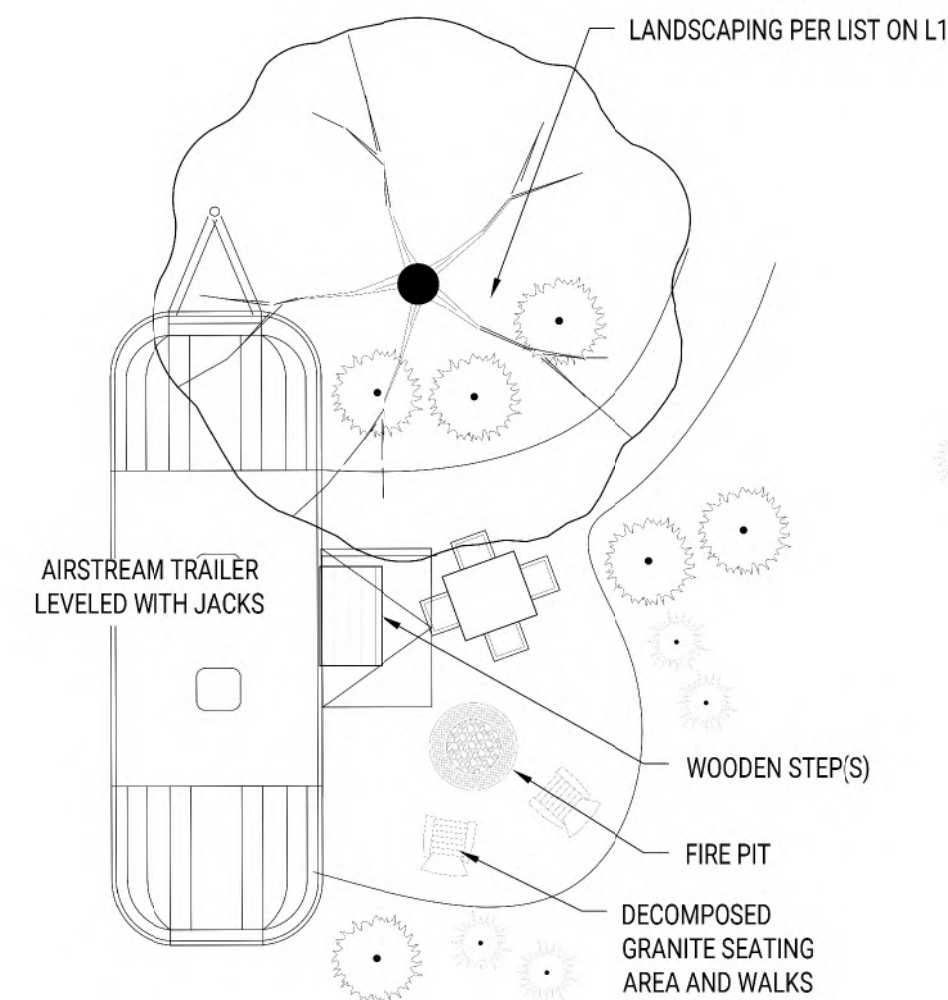 LANDSCAPING PER LIST ON L1
AIRSTREAM TRAILER
LEVELED WITH JACKS
WOODEN STEP(S)
FIRE PIT
DECOMPOSED
GRANITE SEATING
AREA AND WALKS